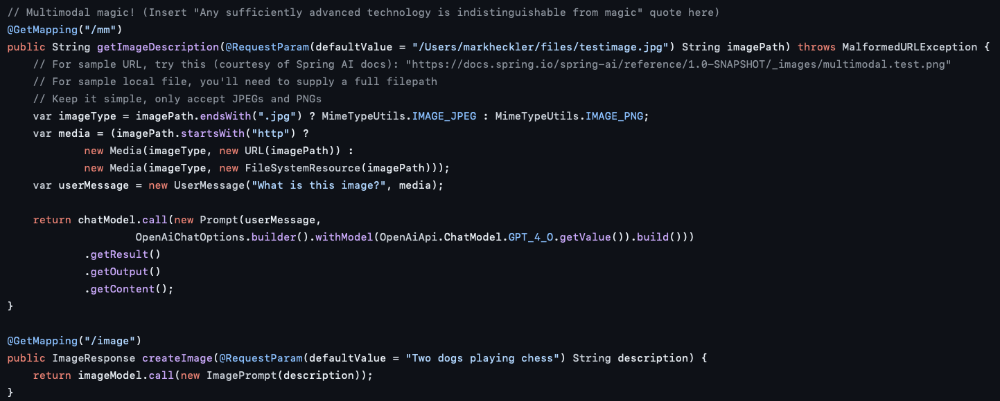 // Multimodal magic! (Insert "Any sufficiently advanced technology is indistinguishable from magic" quote here)
@GetMapping("/mm")
public String getImageDescription(@RequestParam(defaultValue = "/Users/markheckler/files/testimage.jpg") String imagePath) throws MalformedURLException {
    // For sample URL, try this (courtesy of Spring AI docs): "https://docs.spring.io/spring-ai/reference/1.0-SNAPSHOT/_images/multimodal.test.png"
    // For sample local file, you'll need to supply a full filepath
    // Keep it simple, only accept JPEGs and PNGs
    var imageType = imagePath.endsWith(".jpg") ? MimeTypeUtils.IMAGE_JPEG : MimeTypeUtils.IMAGE_PNG;
    var media = (imagePath.startsWith("http") ?
            new Media(imageType, new URL(imagePath)) :
            new Media(imageType, new FileSystemResource(imagePath)));
    var userMessage = new UserMessage("What is this image?", media);

    return chatModel.call(new Prompt(userMessage,
                    OpenAiChatOptions.builder().withModel(OpenAiApi.ChatModel.GPT_4_O.getValue()).build()))
            .getResult()
            .getOutput()
            .getContent();
}

@GetMapping("/image")
public ImageResponse createImage(@RequestParam(defaultValue = "Two dogs playing chess") String description) {
    return imageModel.call(new ImagePrompt(description));
}